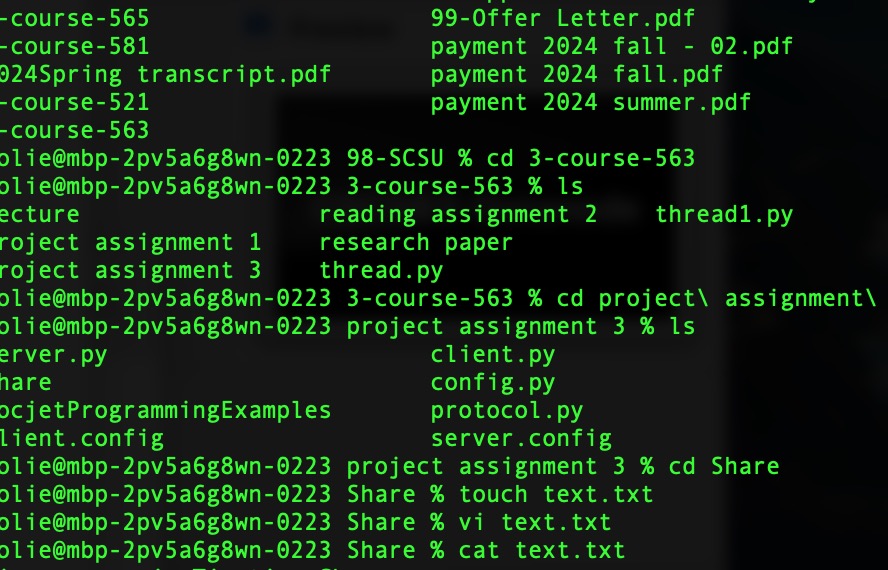 -course-565 99-Offer Letter.pdf
-course-581 payment 2024 fall - 02.pdf
024Spring transcript.pdf payment 2024 fall.pdf
-course-521 payment 2024 summer.pdf
-course-563
olie@mbp-2pv5a6g8wn-0223 98-SCSU % cd 3-course-563
olie@mbp-2pv5a6g8wn-0223 3-course-563 % ls
ecture reading assignment 2 thread1.py
roject assignment 1 research paper
roject assignment 3 thread.py
olie@mbp-2pv5a6g8wn-0223 3-course-563 % cd project\ assignment\
olie@mbp-2pv5a6g8wn-0223 project assignment 3 % ls
erver.py client.py
hare config.py
ocjetProgrammingExamples protocol.py
lient.config server.config
olie@mbp-2pv5a6g8wn-0223 project assignment 3 % cd Share
olie@mbp-2pv5a6g8wn-0223 Share % touch text.txt
olie@mbp-2pv5a6g8wn-0223 Share % vi text.txt
olie@mbp-2pv5a6g8wn-0223 Share % cat text.txt